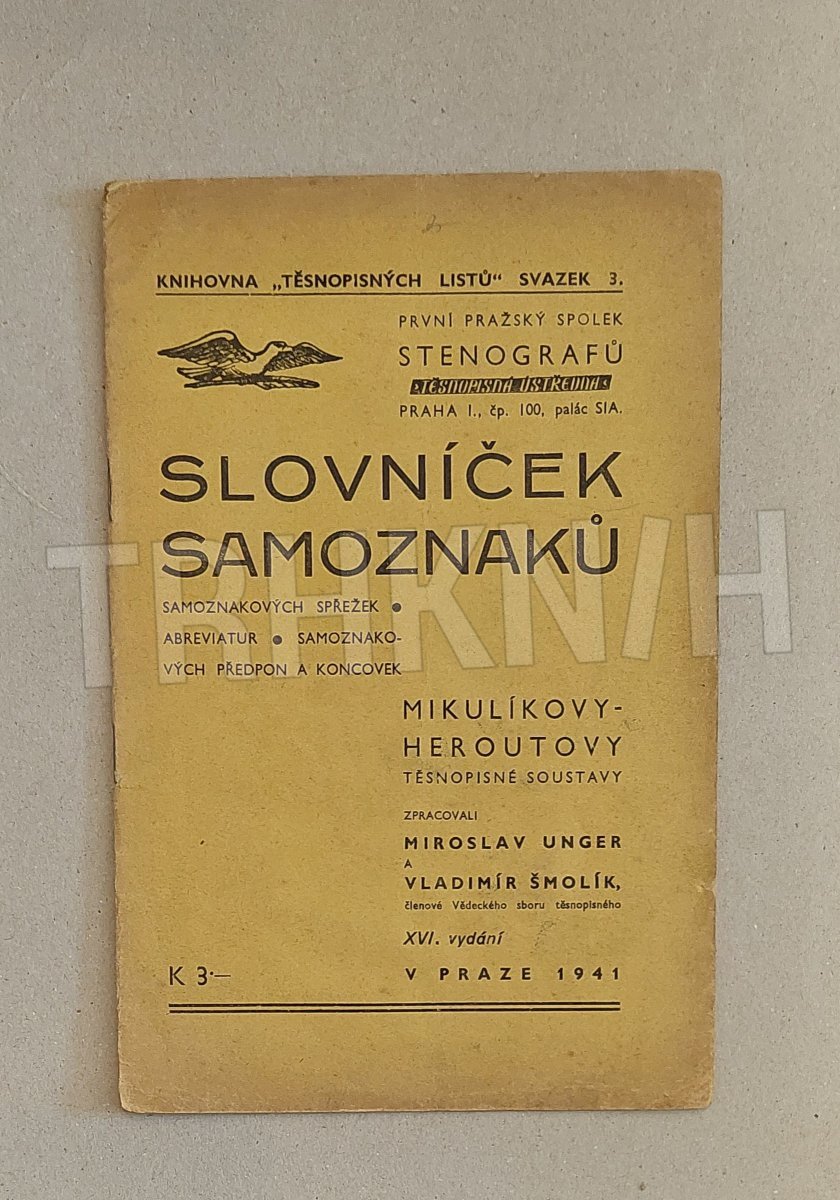 KNIHOVNA „TĚSNOPISNÝCH LISTŮ“ SVAZEK 3.
PRVNÍ PRAŽSKÝ SPOLEK
STENOGRAFŮ
»TĚSNOPISNÁ ÚSTŘEDNA«
PRAHA I., čp. 100, palác SIA.
SLOVNÍČEK
SAMOZNAKŮ
TRHKNIH
SAMOZNAKOVÝCH SPŘEŽEK ●
ABREVIATUR ● SAMOZNAKO-
VÝCH PŘEDPON A KONCOVEK
MIKULÍKOVY-
HEROUTOVY
TĚSNOPISNÉ SOUSTAVY
ZPRACOVALI
MIROSLAV UNGER
A
VLADIMÍR ŠMOLÍK,
členové Vědeckého sboru těsnopisného
XVI. vydání
K 3·—
V PRAZE 1941